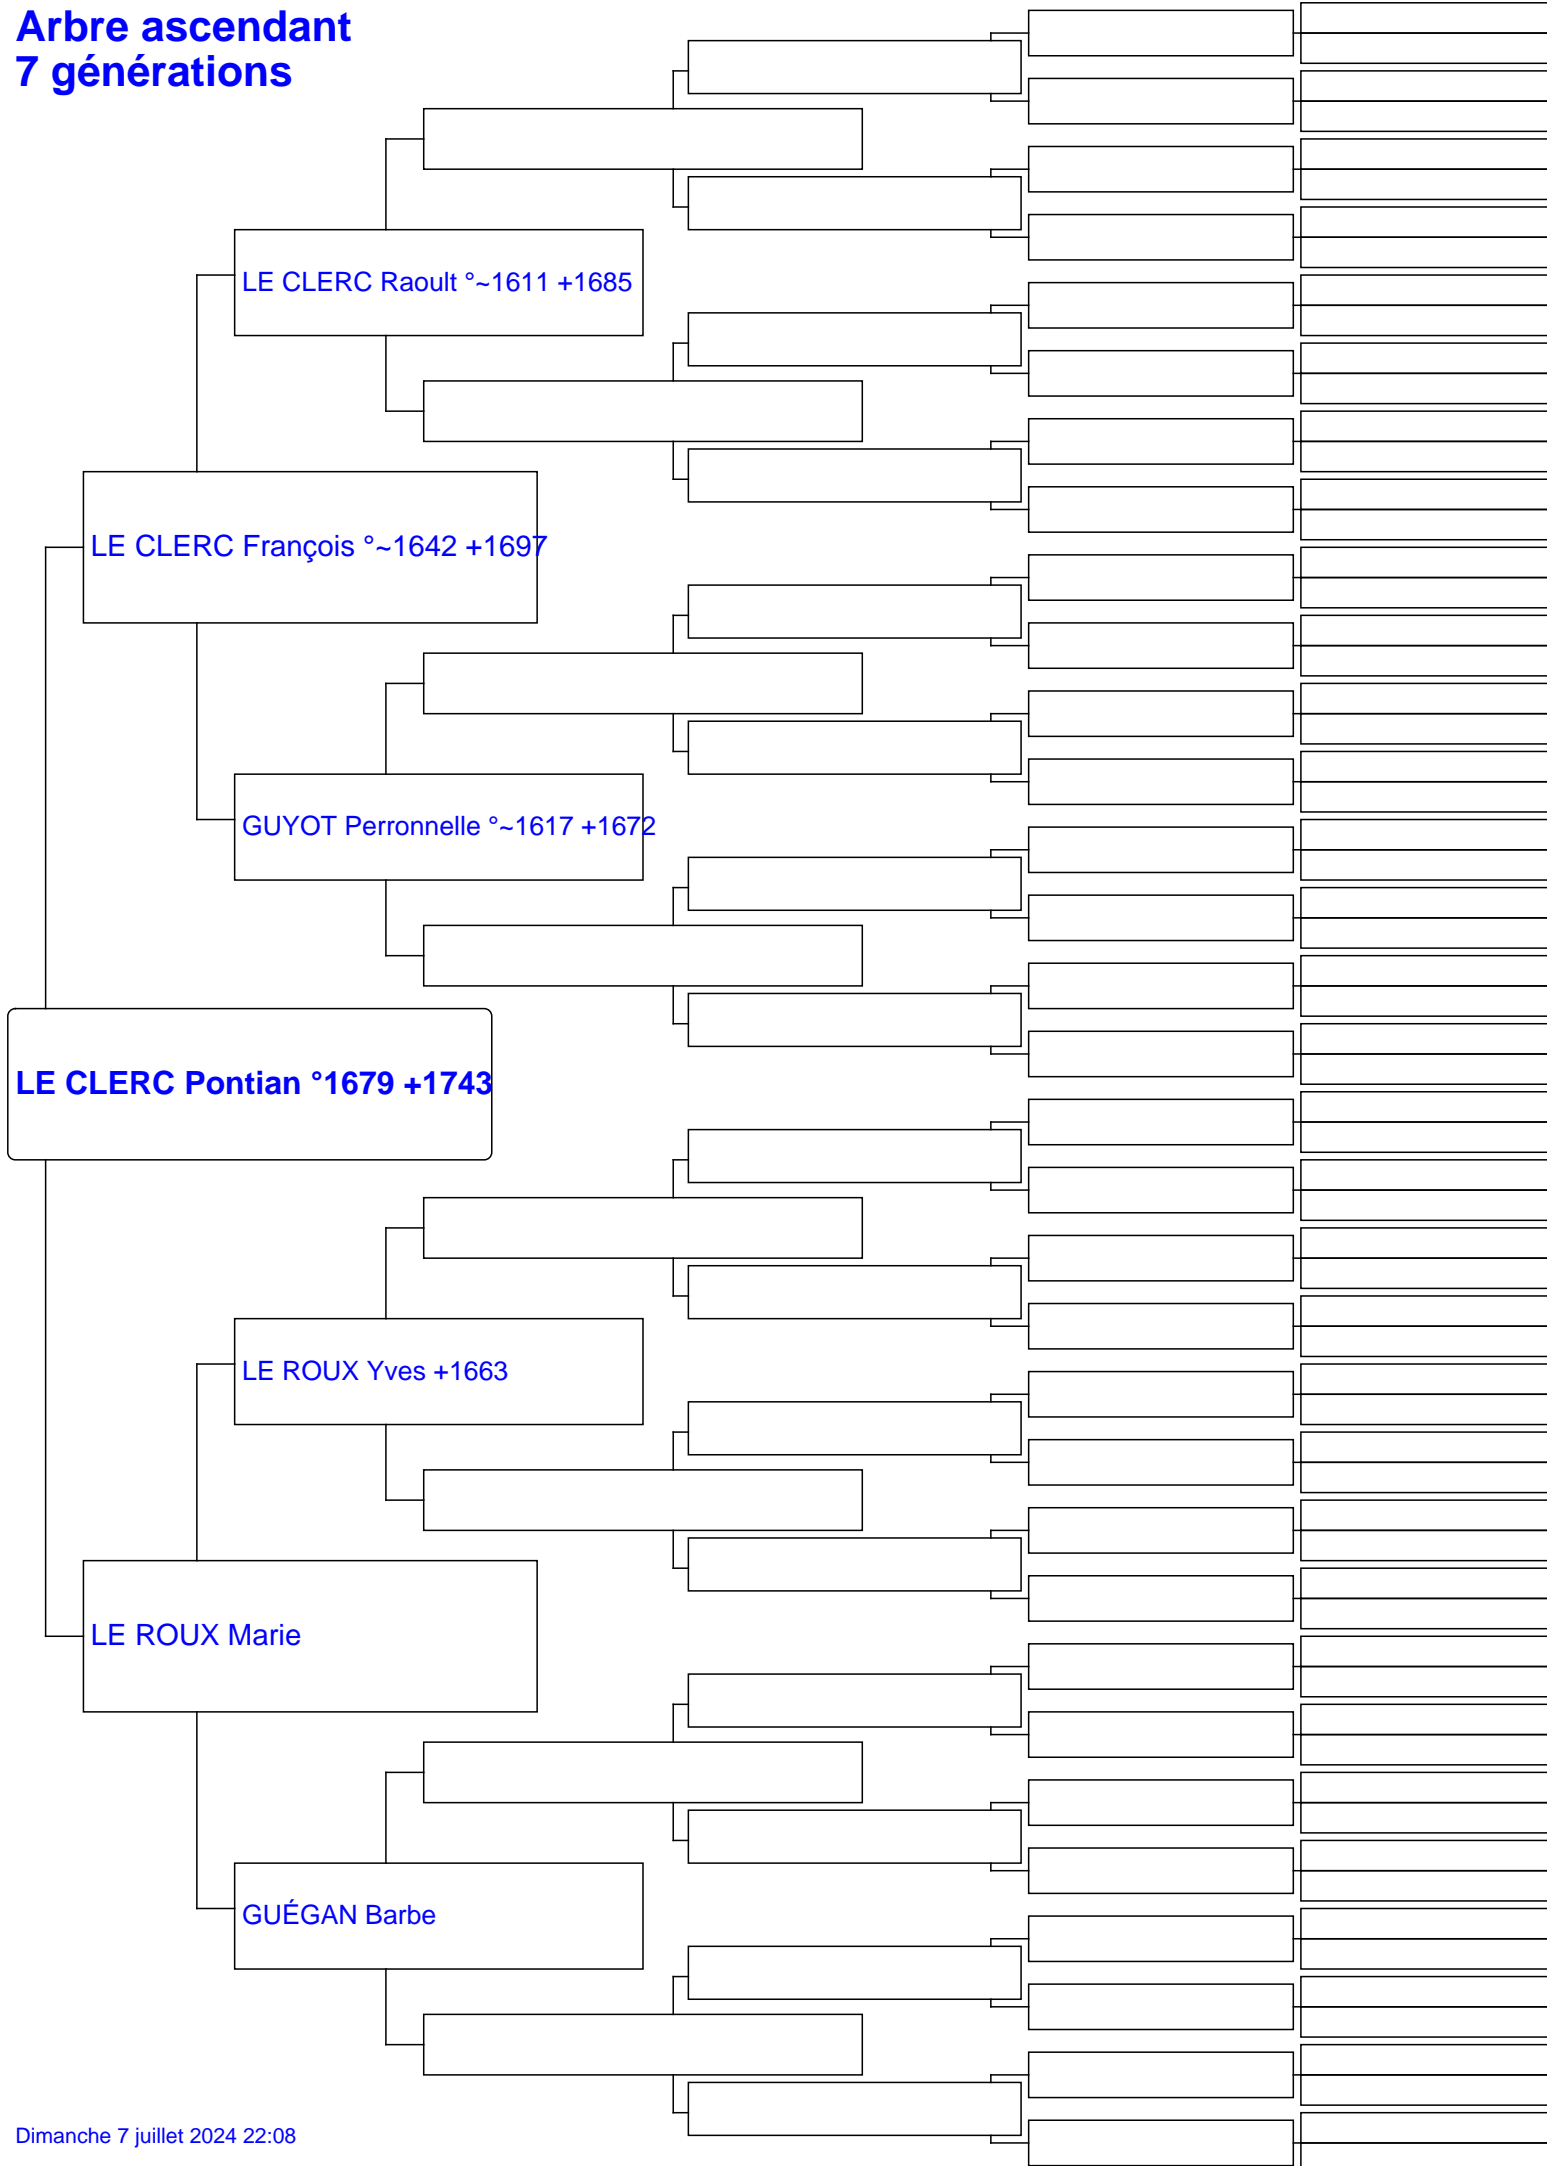 Arbre ascendant
7 générations
LE CLERC Raoult °~1611 +1685
LE CLERC François °~1642 +1697
GUYOT Perronnelle °~1617 +1672
LE CLERC Pontian °1679 +1743
LE ROUX Yves +1663
LE ROUX Marie
GUÉGAN Barbe
Dimanche 7 juillet 2024 22:08